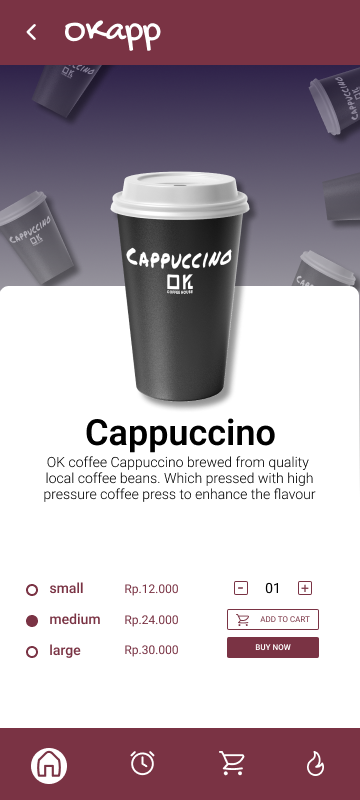 OKapp
CAPPUCCINO
CAPPUCCINO
CAPPUCCINO
OK
COFFEE HOUSE
Cappuccino
OK coffee Cappuccino brewed from quality
local coffee beans. Which pressed with high
pressure coffee press to enhance the flavour
small Rp.12.000 - 01 +
medium Rp.24.000 ADD TO CART
large Rp.30.000 BUY NOW